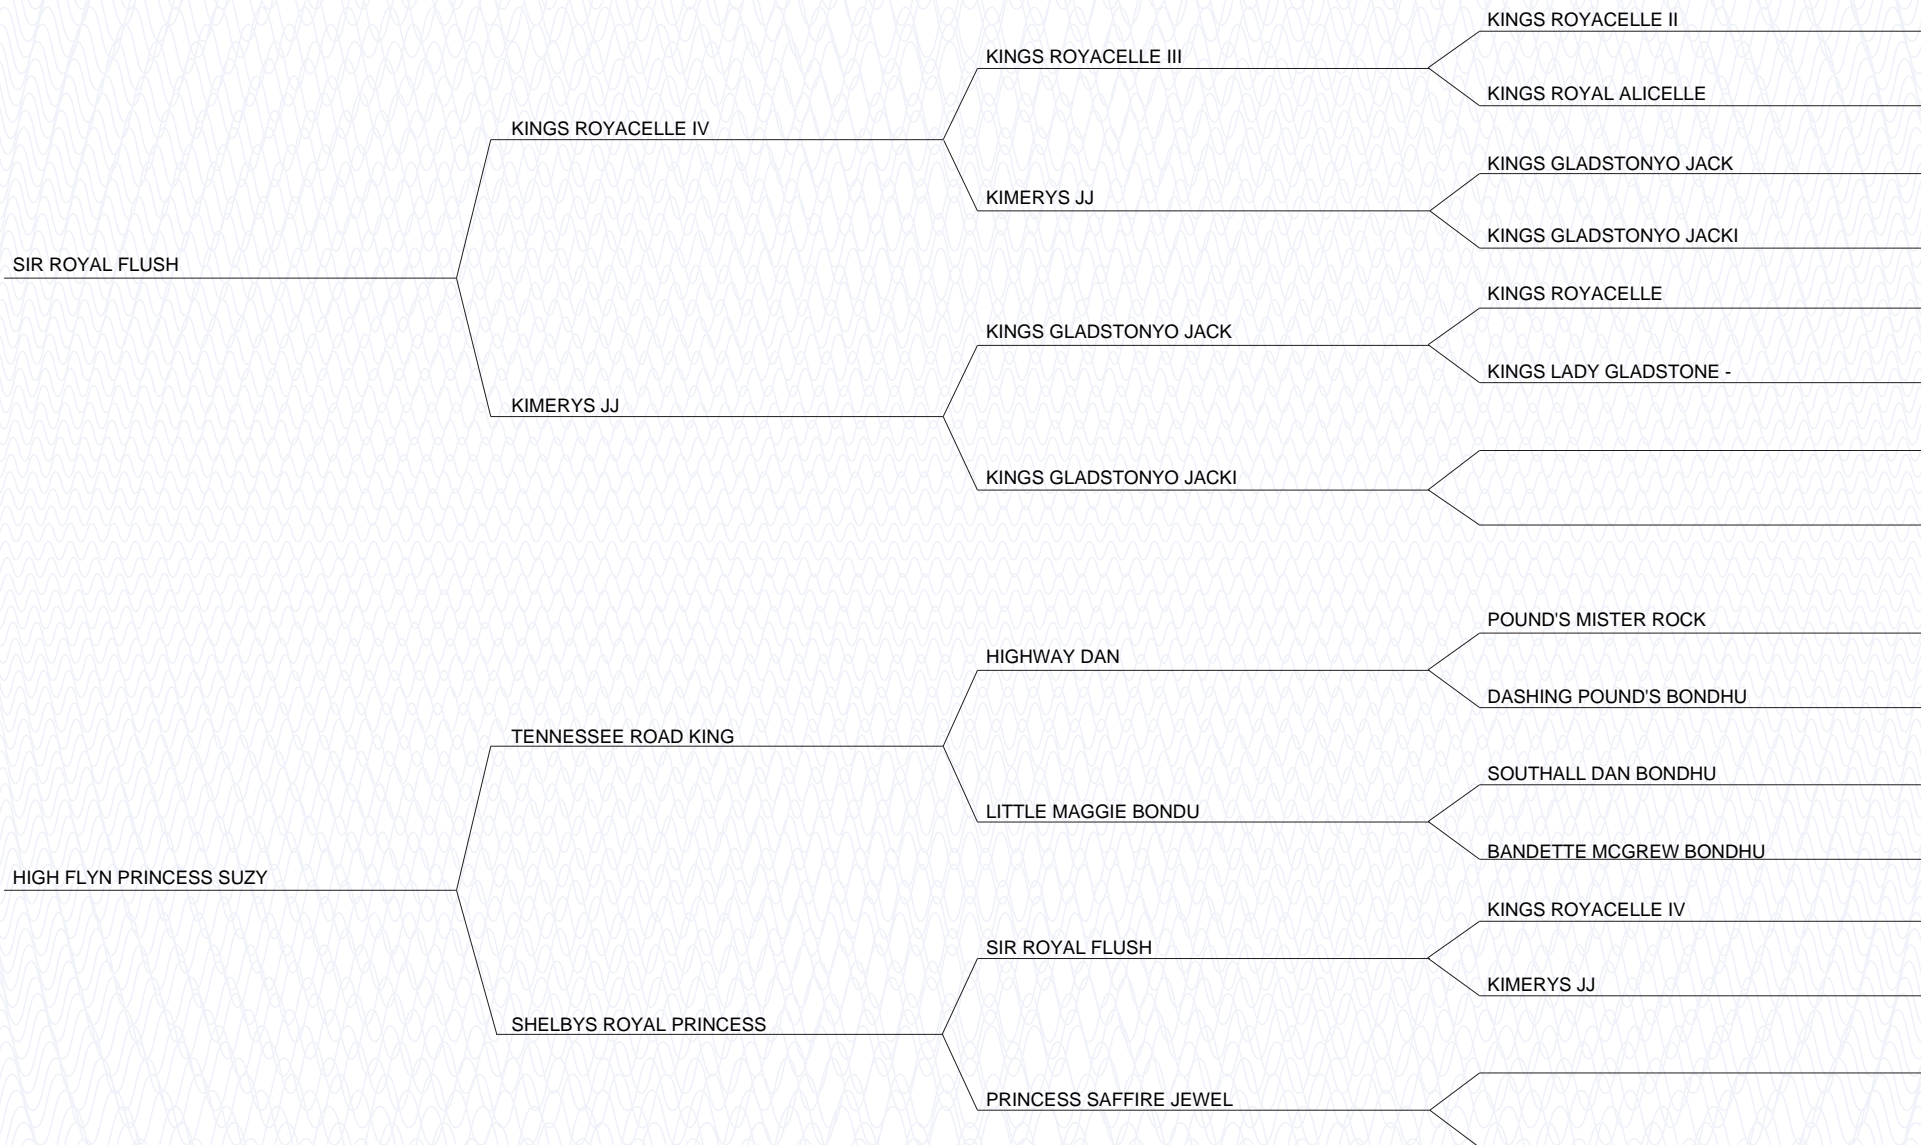 KINGS ROYACELLE II
KINGS ROYACELLE III
KINGS ROYAL ALICELLE
KINGS ROYACELLE IV
KINGS GLADSTONYO JACK
KIMERYS JJ
KINGS GLADSTONYO JACKI
SIR ROYAL FLUSH
KINGS ROYACELLE
KINGS GLADSTONYO JACK
KINGS LADY GLADSTONE -
KIMERYS JJ
KINGS GLADSTONYO JACKI
POUND'S MISTER ROCK
HIGHWAY DAN
DASHING POUND'S BONDHU
TENNESSEE ROAD KING
SOUTHALL DAN BONDHU
LITTLE MAGGIE BONDU
BANDETTE MCGREW BONDHU
HIGH FLYN PRINCESS SUZY
KINGS ROYACELLE IV
SIR ROYAL FLUSH
KIMERYS JJ
SHELBYS ROYAL PRINCESS
PRINCESS SAFFIRE JEWEL